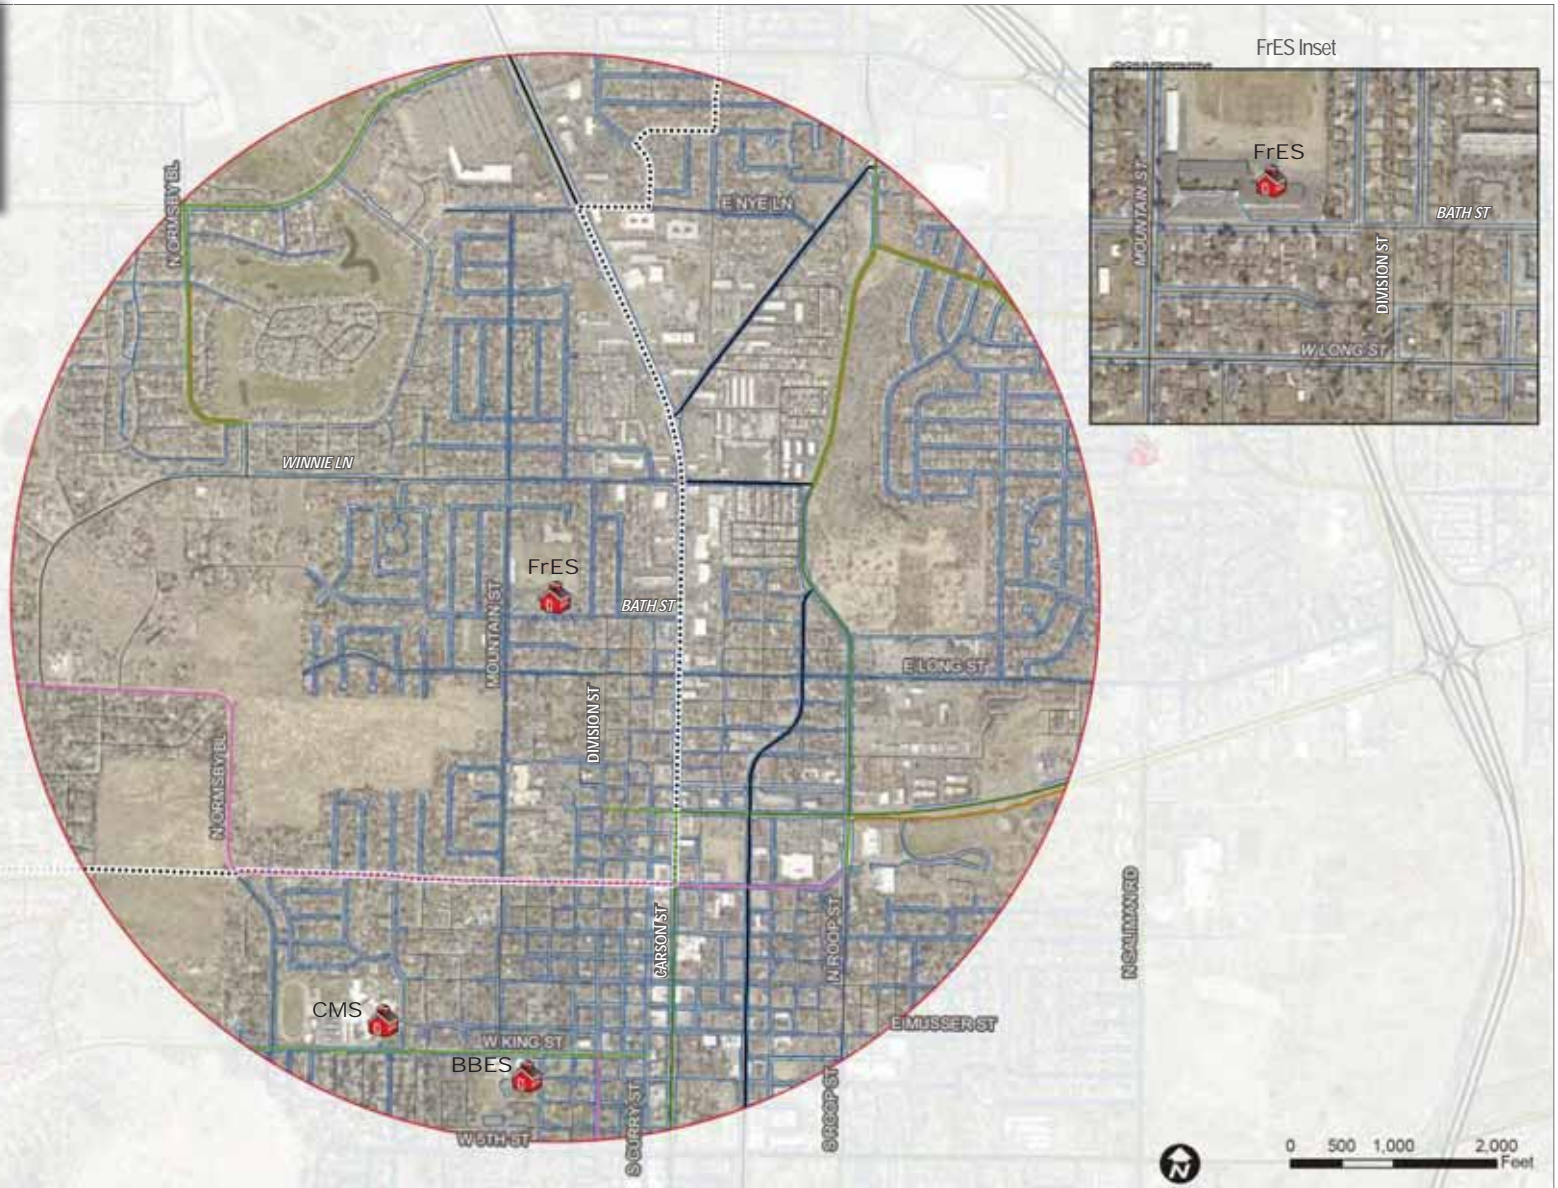 FrES Inset
FrES
MOUNTAIN ST
BATH ST
DIVISION ST
W LONG ST
N ORMSBY BL
E NYE LN
WINNIE LN
FrES
BATH ST
MOUNTAIN ST
E LONG ST
DIVISION ST
N ORMSBY BL
CARSON ST
N ROOP ST
N SALIMAN RD
CMS
E MUSSER ST
W KING ST
BBES
W 5TH ST
S CURRY ST
S ROOP ST
N
0 500 1,000 2,000
Feet